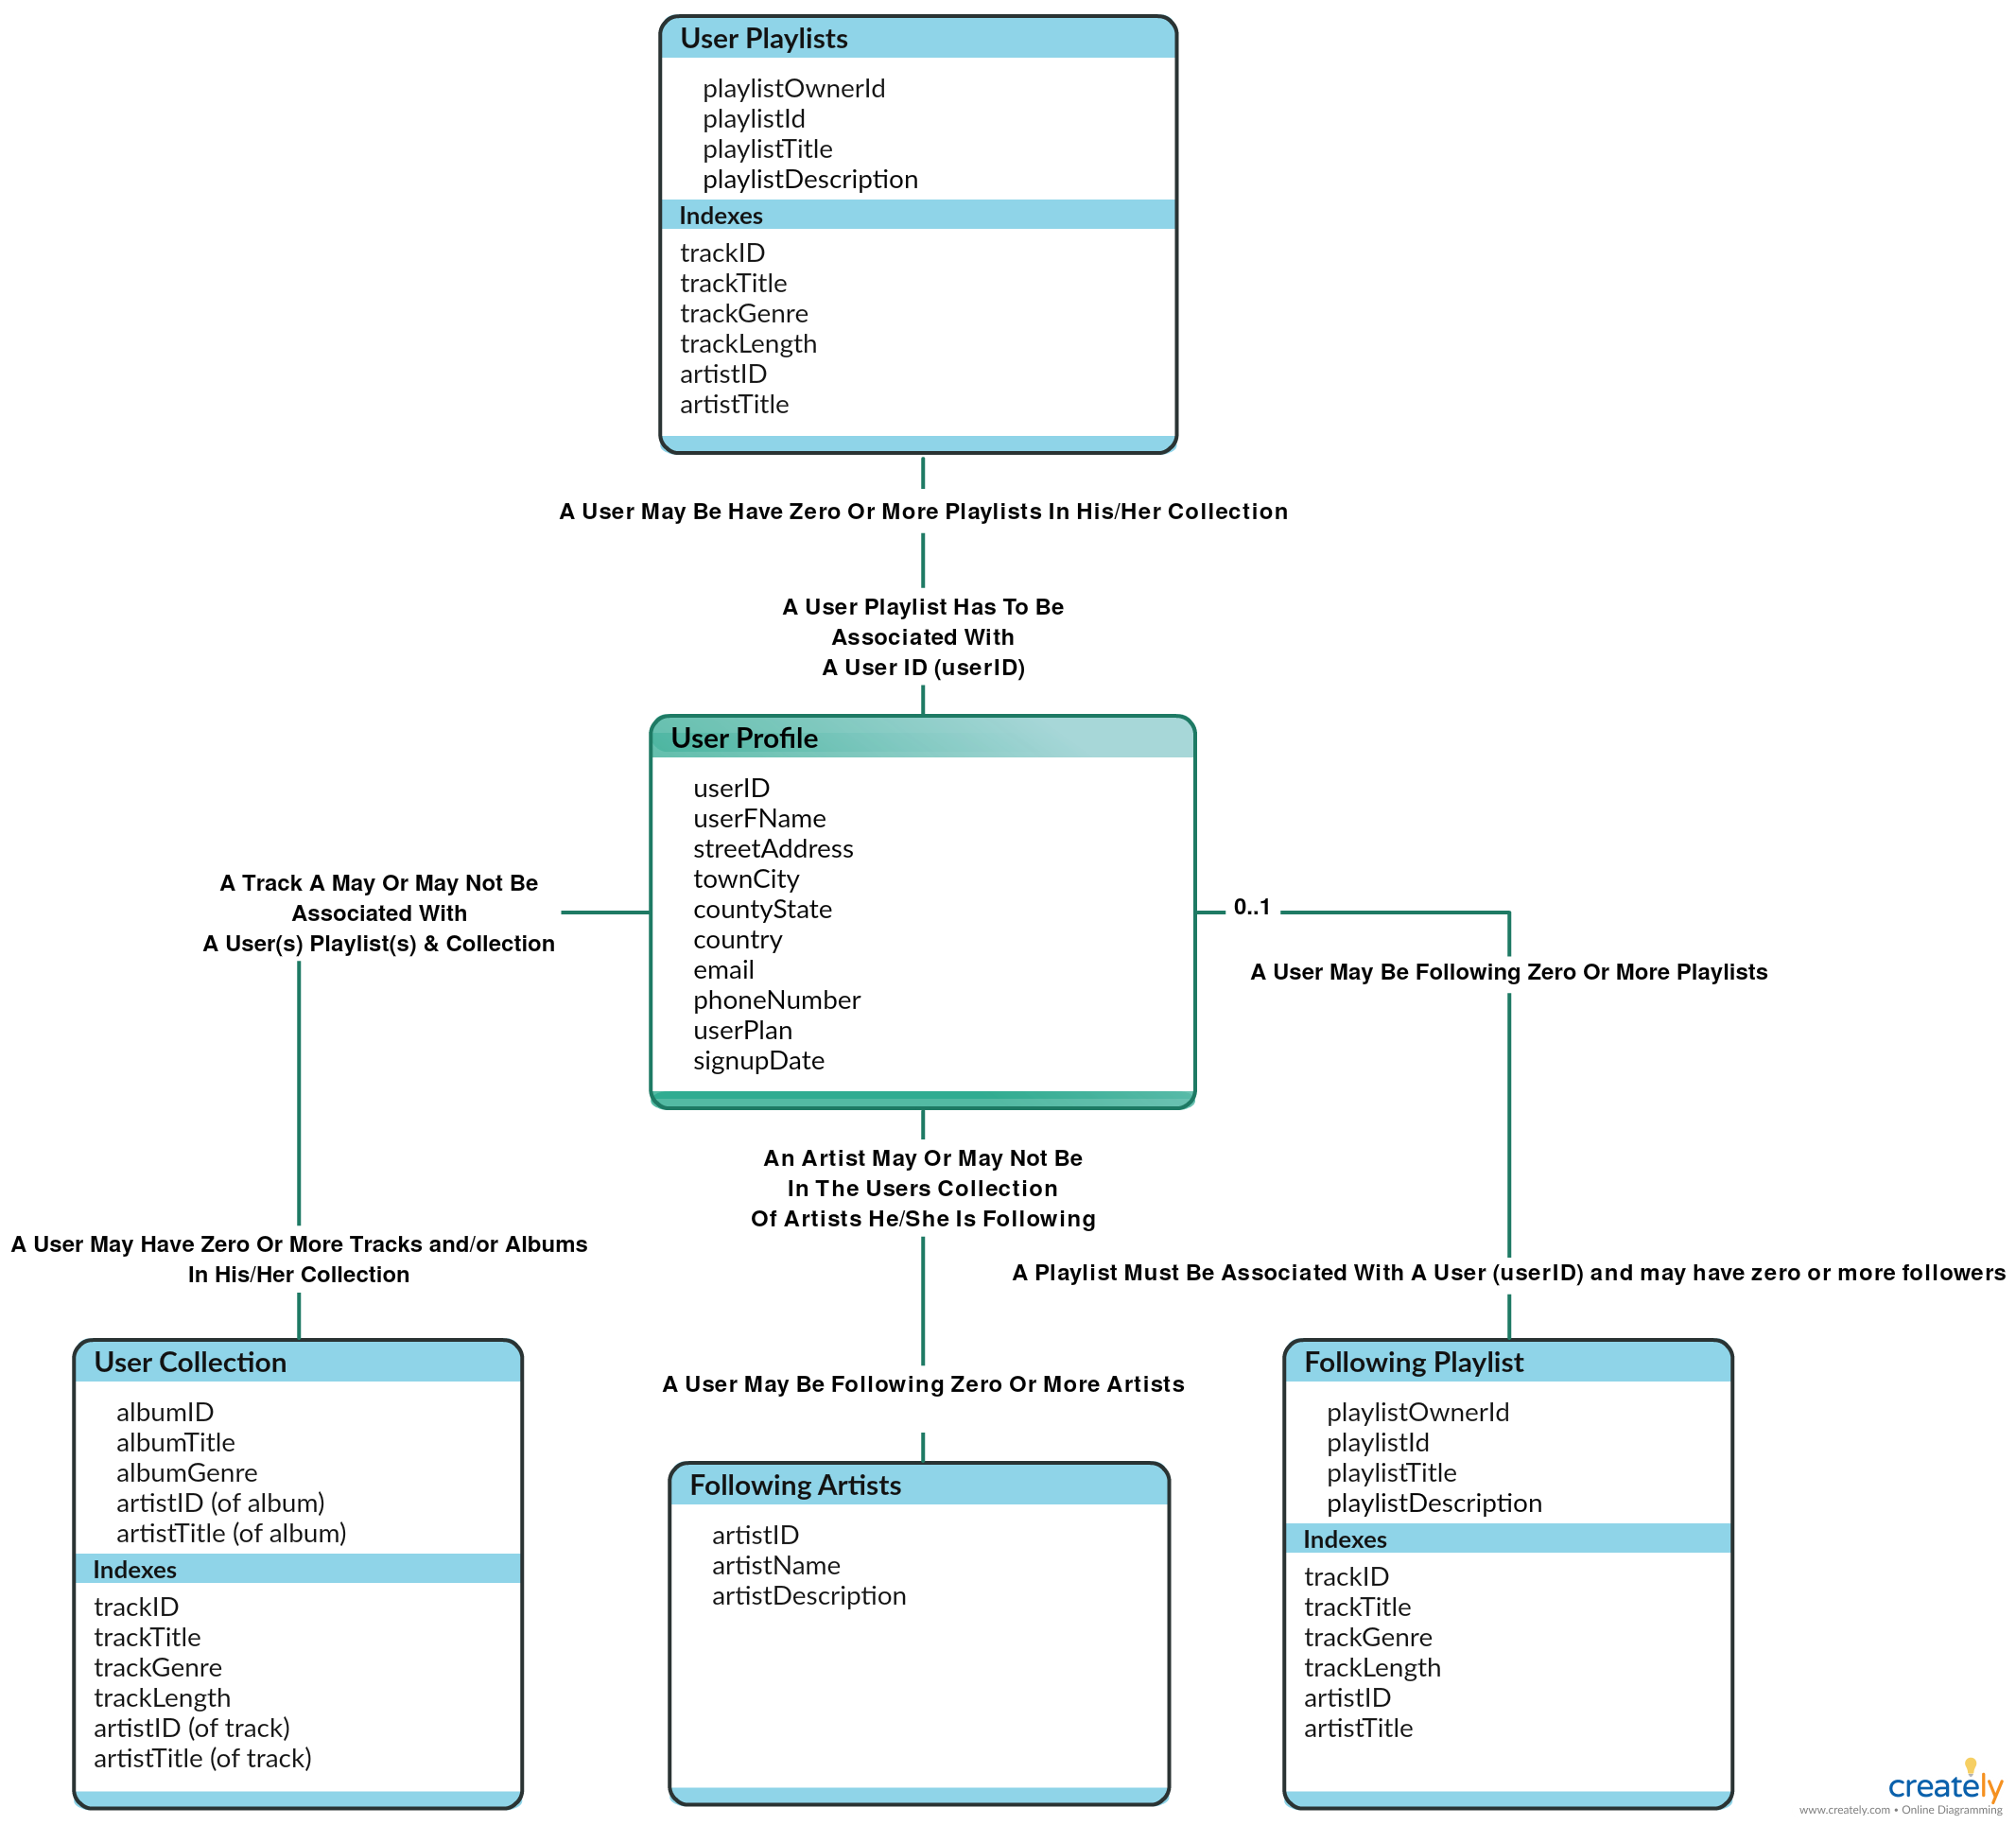 User Playlists
playlistOwnerId
playlistId
playlistTitle
playlistDescription
Indexes
trackID
trackTitle
trackGenre
trackLength
artistID
artistTitle
A User May Be Have Zero Or More Playlists In His/Her Collection
A User Playlist Has To Be
Associated With
A User ID (userID)
User Profile
userID
userFName
streetAddress
townCity
countyState
country
email
phoneNumber
userPlan
signupDate
A Track A May Or May Not Be
Associated With
A User(s) Playlist(s) & Collection
0..1
A User May Be Following Zero Or More Playlists
An Artist May Or May Not Be
In The Users Collection
Of Artists He/She Is Following
A User May Have Zero Or More Tracks and/or Albums
In His/Her Collection
A Playlist Must Be Associated With A User (userID) and may have zero or more followers
A User May Be Following Zero Or More Artists
User Collection
albumID
albumTitle
albumGenre
artistID (of album)
artistTitle (of album)
Indexes
trackID
trackTitle
trackGenre
trackLength
artistID (of track)
artistTitle (of track)
Following Artists
artistID
artistName
artistDescription
Following Playlist
playlistOwnerId
playlistId
playlistTitle
playlistDescription
Indexes
trackID
trackTitle
trackGenre
trackLength
artistID
artistTitle
creately
www.creately.com • Online Diagramming